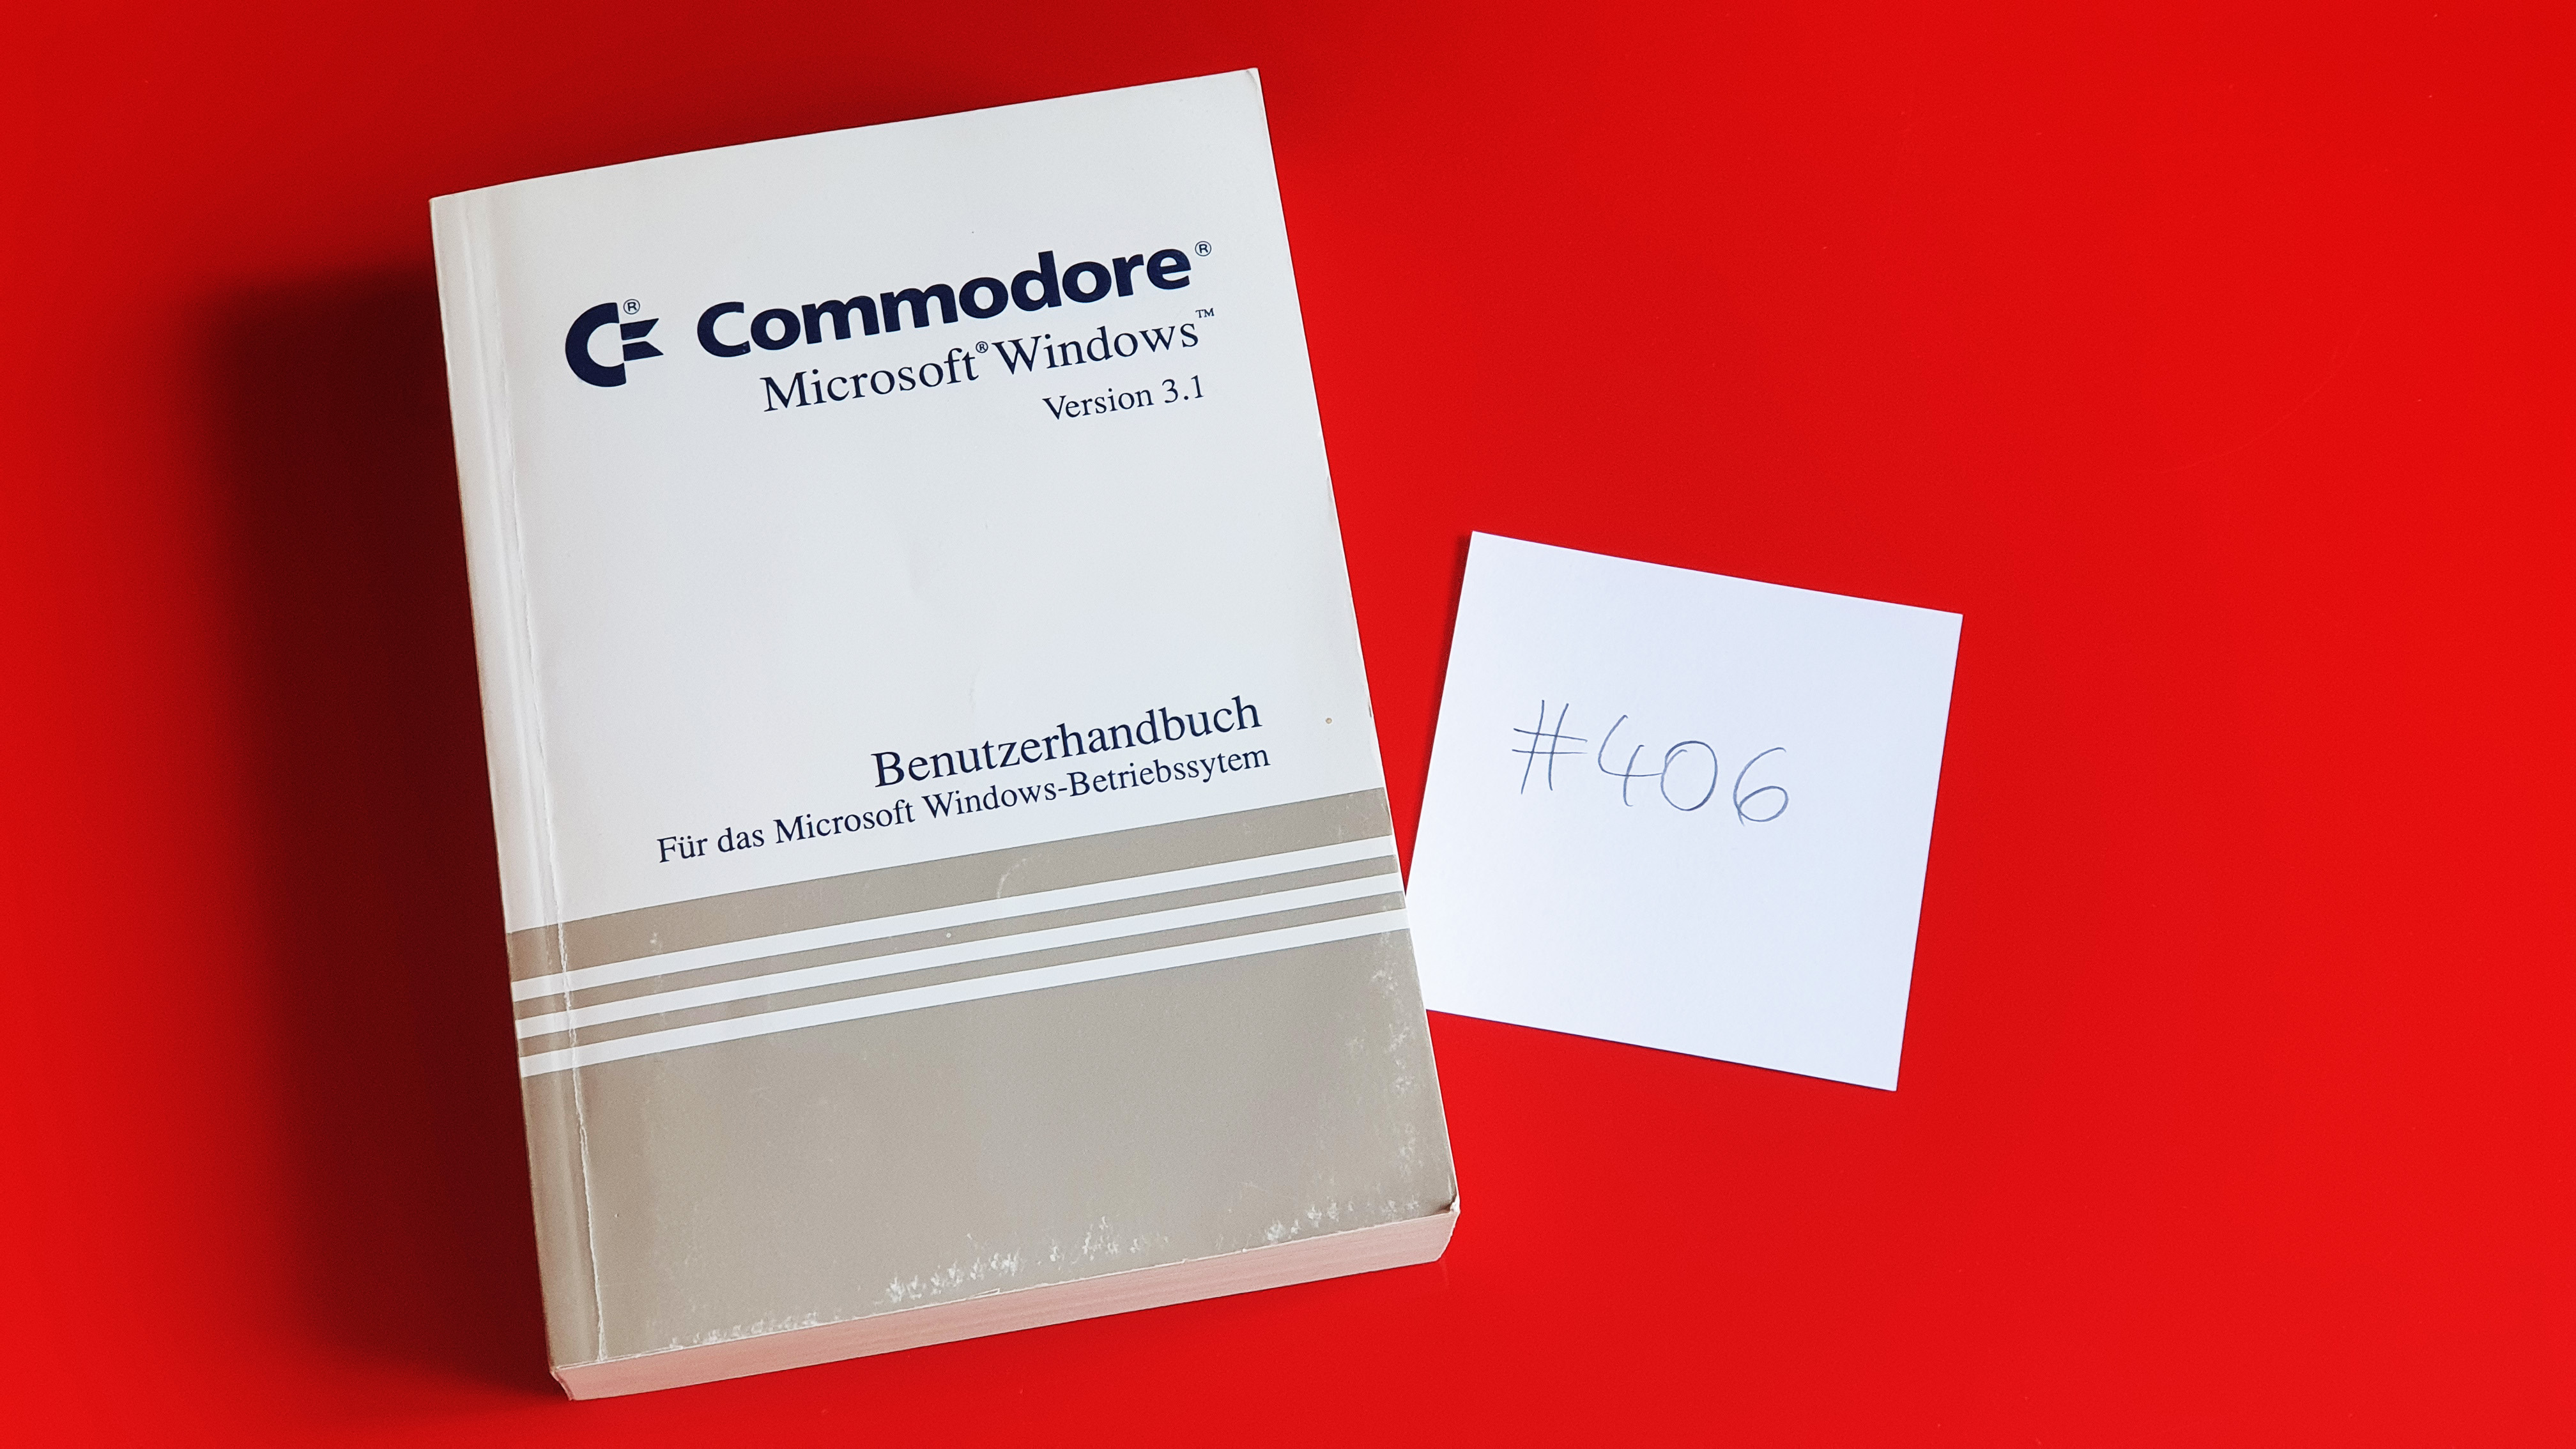 Commodore®
Microsoft® Windows™
Version 3.1
Benutzerhandbuch
Für das Microsoft Windows-Betriebssytem
#406